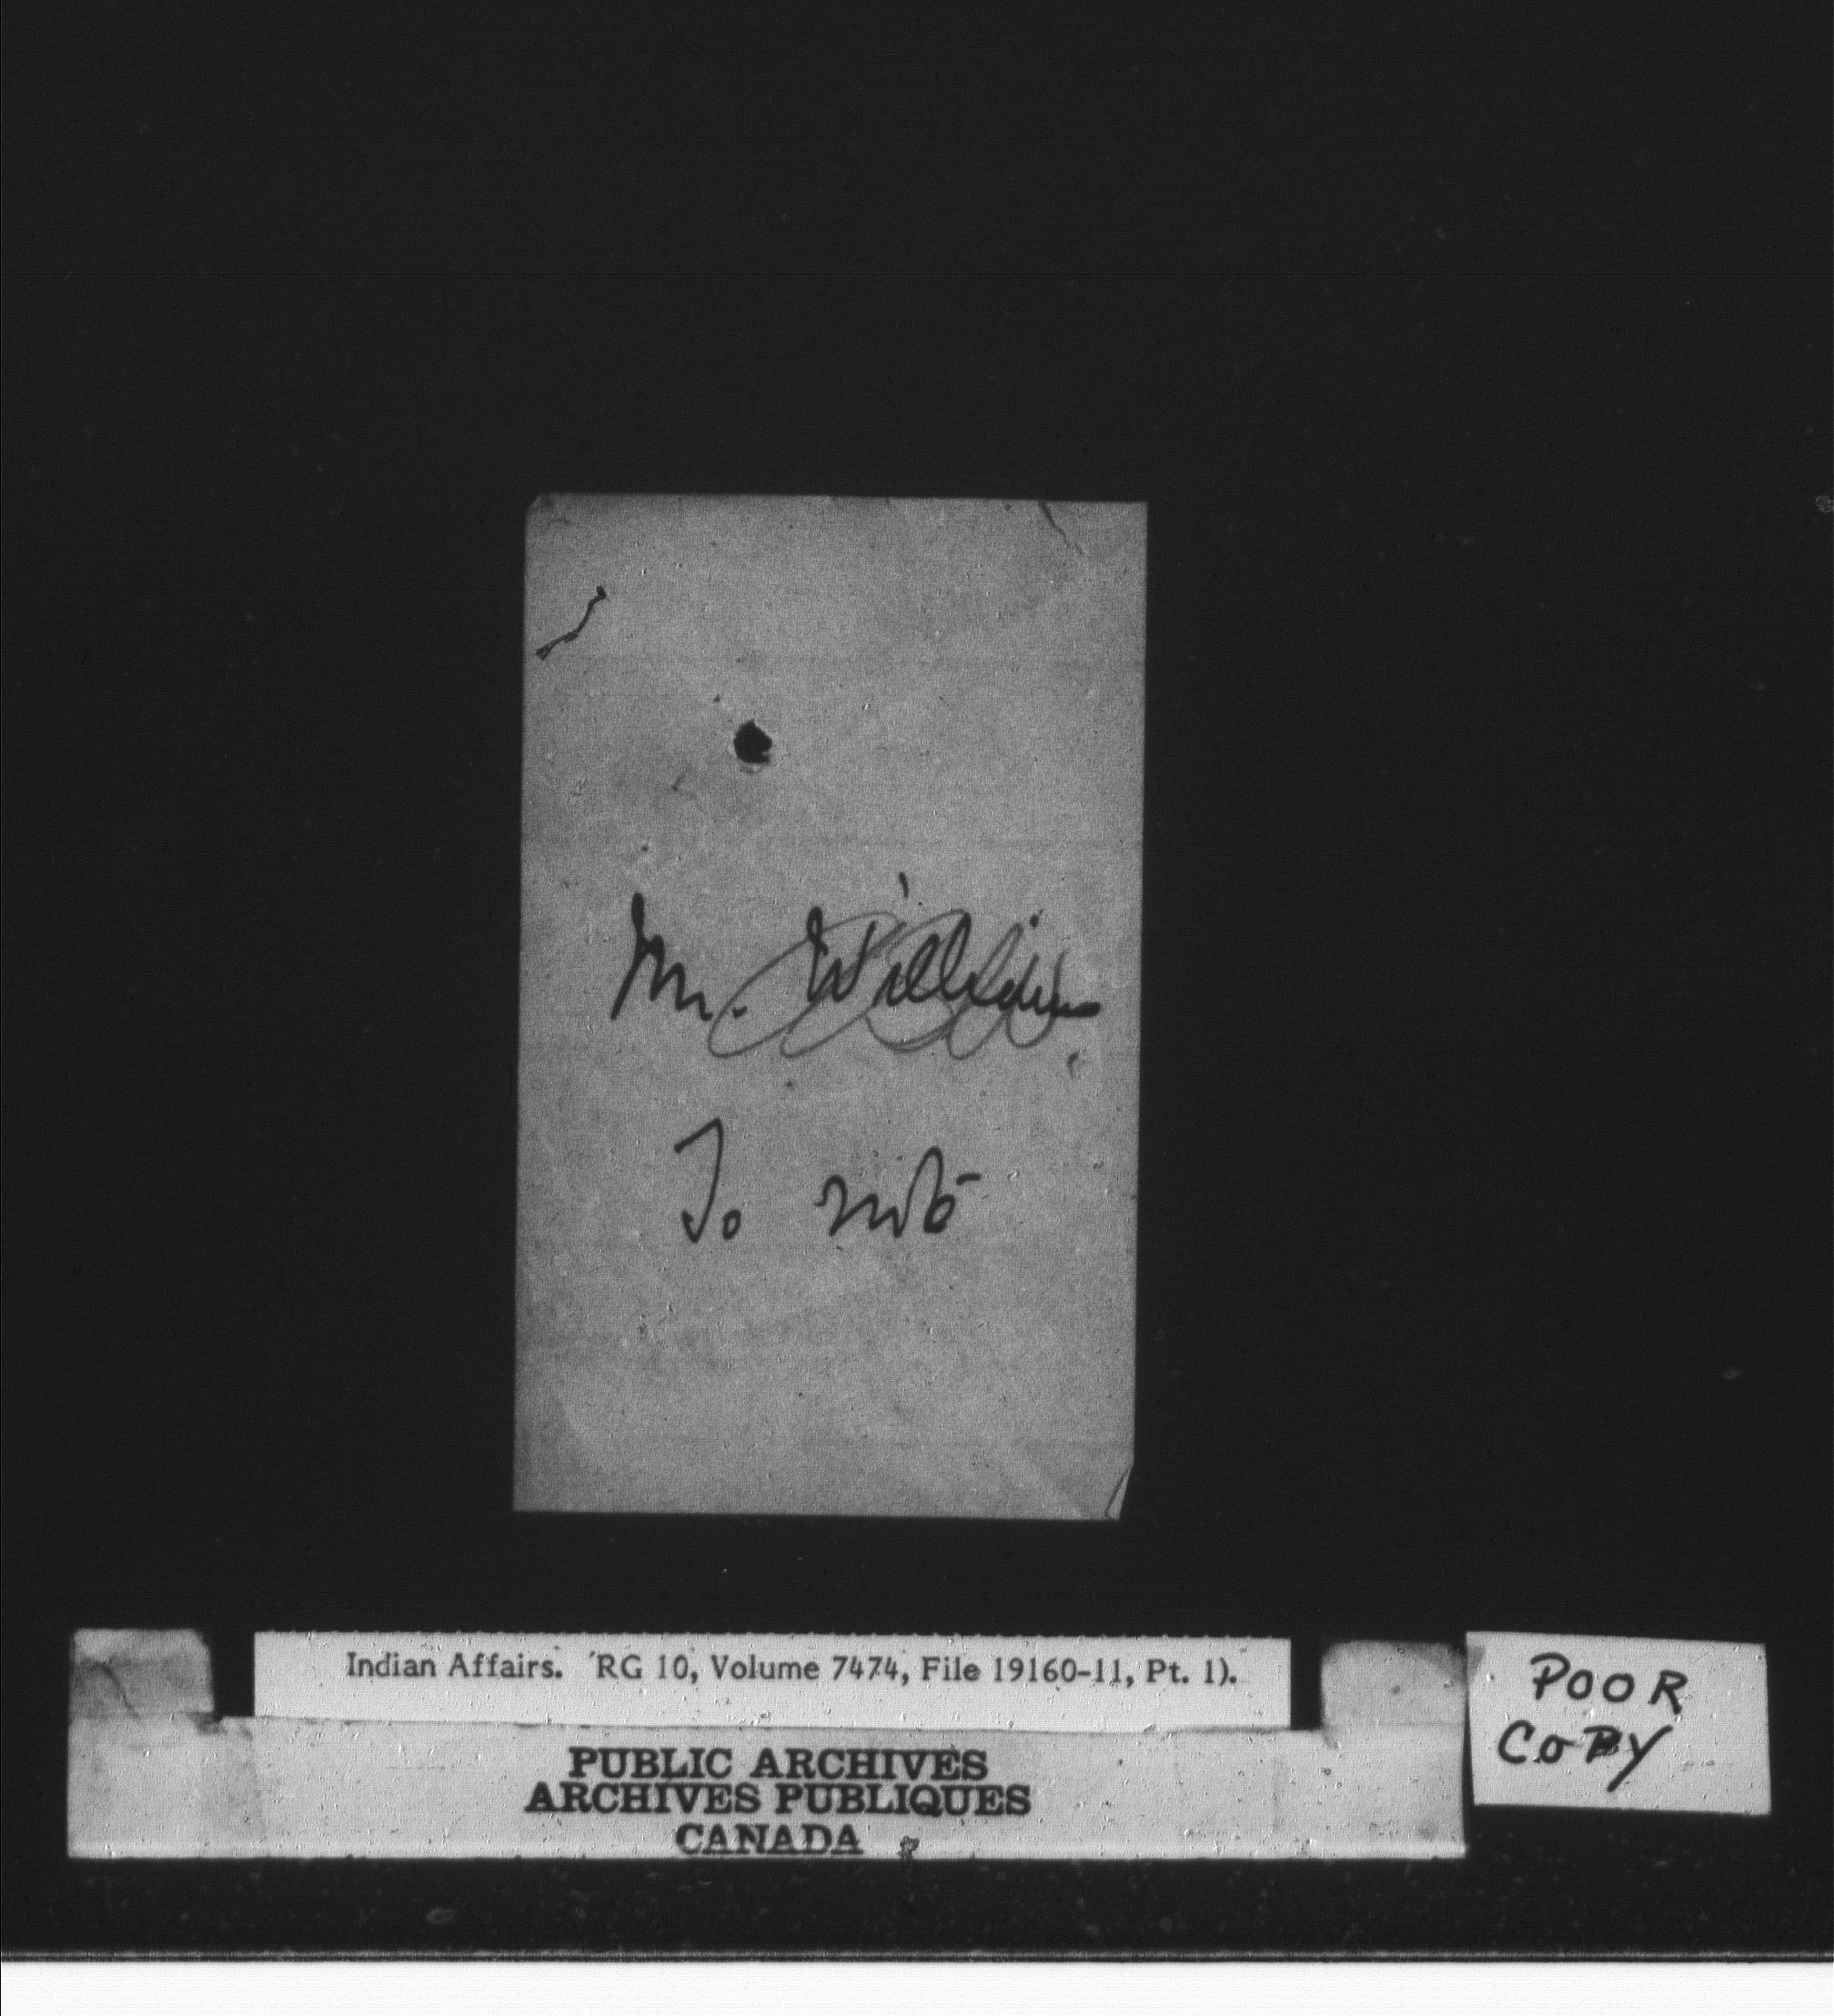 Mr. Williams
To note
Indian Affairs. RG 10, Volume 7474, File 19160-11, Pt. 1).
POOR
COPY
PUBLIC ARCHIVES
ARCHIVES PUBLIQUES
CANADA